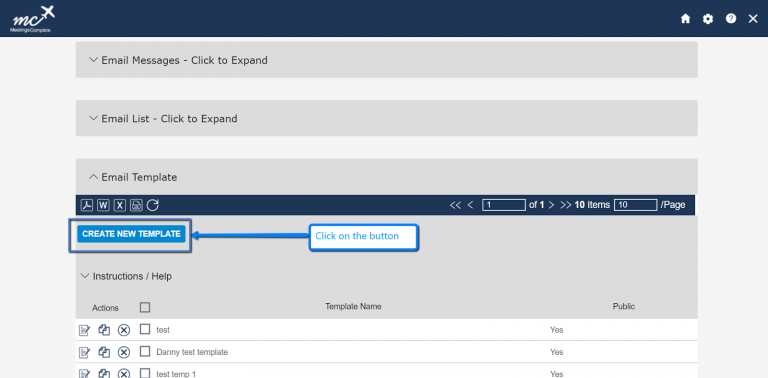 mc
MeetingsComplete
Email Messages - Click to Expand
Email List - Click to Expand
Email Template
W X << < 1 of 1 > >> 10 Items 10 /Page
CREATE NEW TEMPLATE
Click on the button
Instructions / Help
Actions Template Name Public
test Yes
Danny test template Yes
test temp 1 Yes